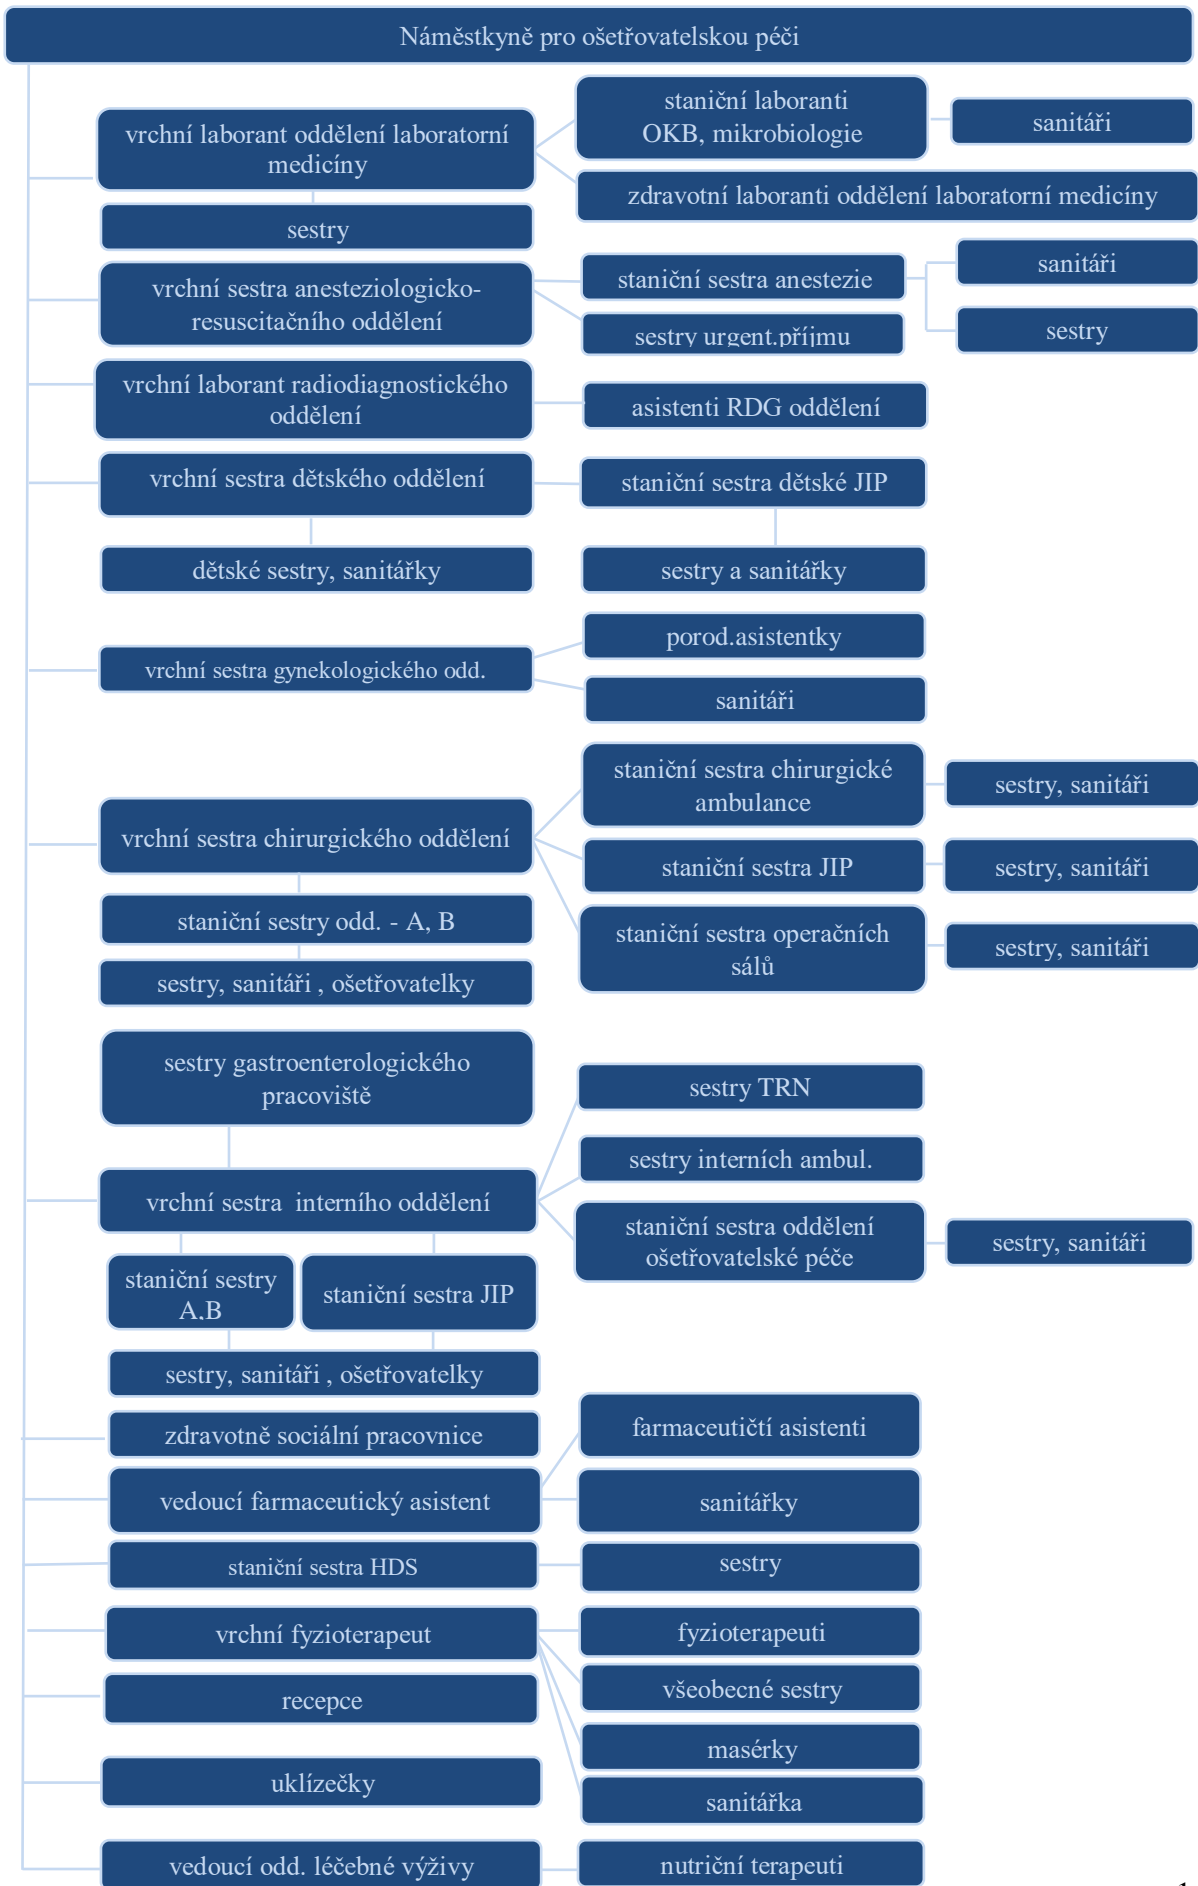 Náměstkyně pro ošetřovatelskou péči
vrchní laborant oddělení laboratorní
medicíny
staniční laboranti
OKB, mikrobiologie
sanitáři
zdravotní laboranti oddělení laboratorní medicíny
sestry
vrchní sestra anesteziologicko-
resuscitačního oddělení
staniční sestra anestezie
sanitáři
sestry urgent.příjmu
sestry
vrchní laborant radiodiagnostického
oddělení
asistenti RDG oddělení
vrchní sestra dětského oddělení
staniční sestra dětské JIP
dětské sestry, sanitářky
sestry a sanitářky
vrchní sestra gynekologického odd.
porod.asistentky
sanitáři
staniční sestra chirurgické
ambulance
sestry, sanitáři
vrchní sestra chirurgického oddělení
staniční sestra JIP
sestry, sanitáři
staniční sestry odd. - A, B
staniční sestra operačních
sálů
sestry, sanitáři
sestry, sanitáři , ošetřovatelky
sestry gastroenterologického
pracoviště
sestry TRN
sestry interních ambul.
vrchní sestra  interního oddělení
staniční sestra oddělení
ošetřovatelské péče
sestry, sanitáři
staniční sestry
A,B
staniční sestra JIP
sestry, sanitáři , ošetřovatelky
zdravotně sociální pracovnice
farmaceutičtí asistenti
vedoucí farmaceutický asistent
sanitářky
staniční sestra HDS
sestry
vrchní fyzioterapeut
fyzioterapeuti
všeobecné sestry
recepce
masérky
uklízečky
sanitářka
vedoucí odd. léčebné výživy
nutriční terapeuti